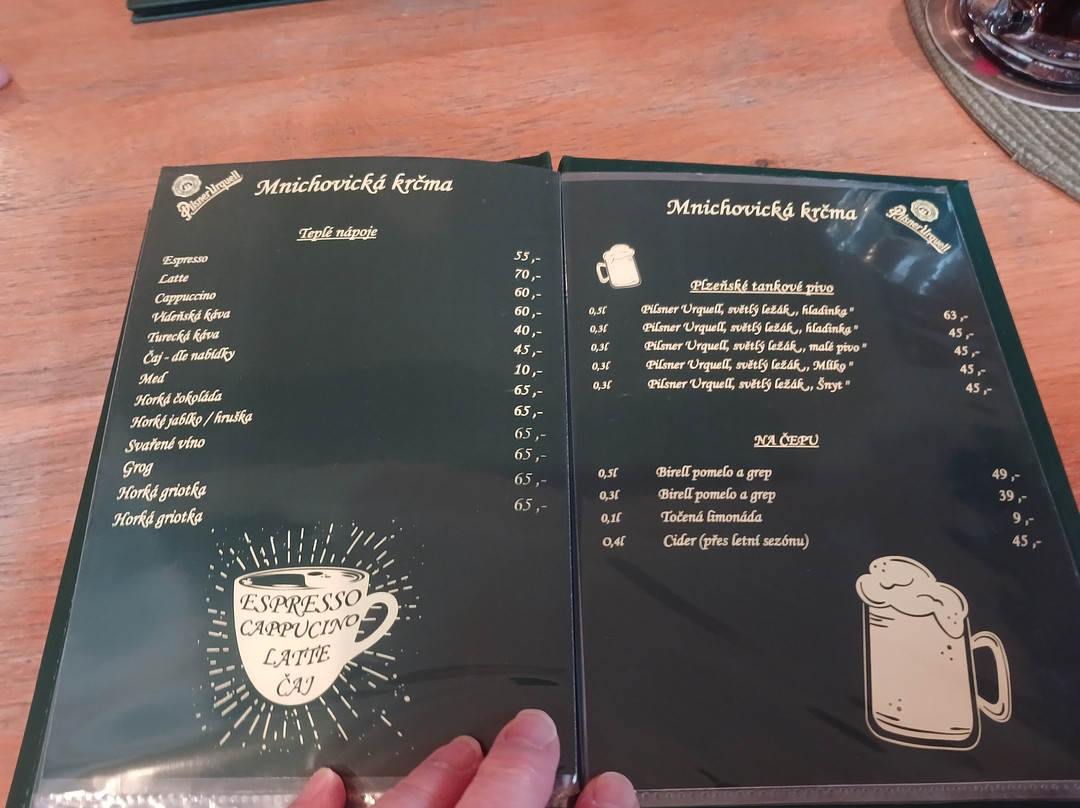 Pilsner Urquell
Mnichovická krčma
Teplé nápoje
Espresso 55,-
Latte 70,-
Cappuccino 60,-
Vídeňská káva 60,-
Turecká káva 40,-
Čaj - dle nabídky 45,-
Med 10,-
Horká čokoláda 65,-
Horké jablko / hruška 65,-
Svařené víno 65,-
Grog 65,-
Horká griotka 65,-
Horká griotka 65,-
ESPRESSO
CAPPUCINO
LATTE
ČAJ
Mnichovická krčma
Pilsner Urquell
Plzeňské tankové pivo
0,5l Pilsner Urquell, světlý ležák,, hladinka" 63,-
0,3l Pilsner Urquell, světlý ležák,, hladinka" 45,-
0,3l Pilsner Urquell, světlý ležák,, malé pivo" 45,-
0,3l Pilsner Urquell, světlý ležák,, Mlíko" 45,-
0,3l Pilsner Urquell, světlý ležák,, Šnyt" 45,-
NA ČEPU
0,5l Birell pomelo a grep 49,-
0,3l Birell pomelo a grep 39,-
0,1l Točená limonáda 9,-
0,4l Cider (přes letní sezónu) 45,-